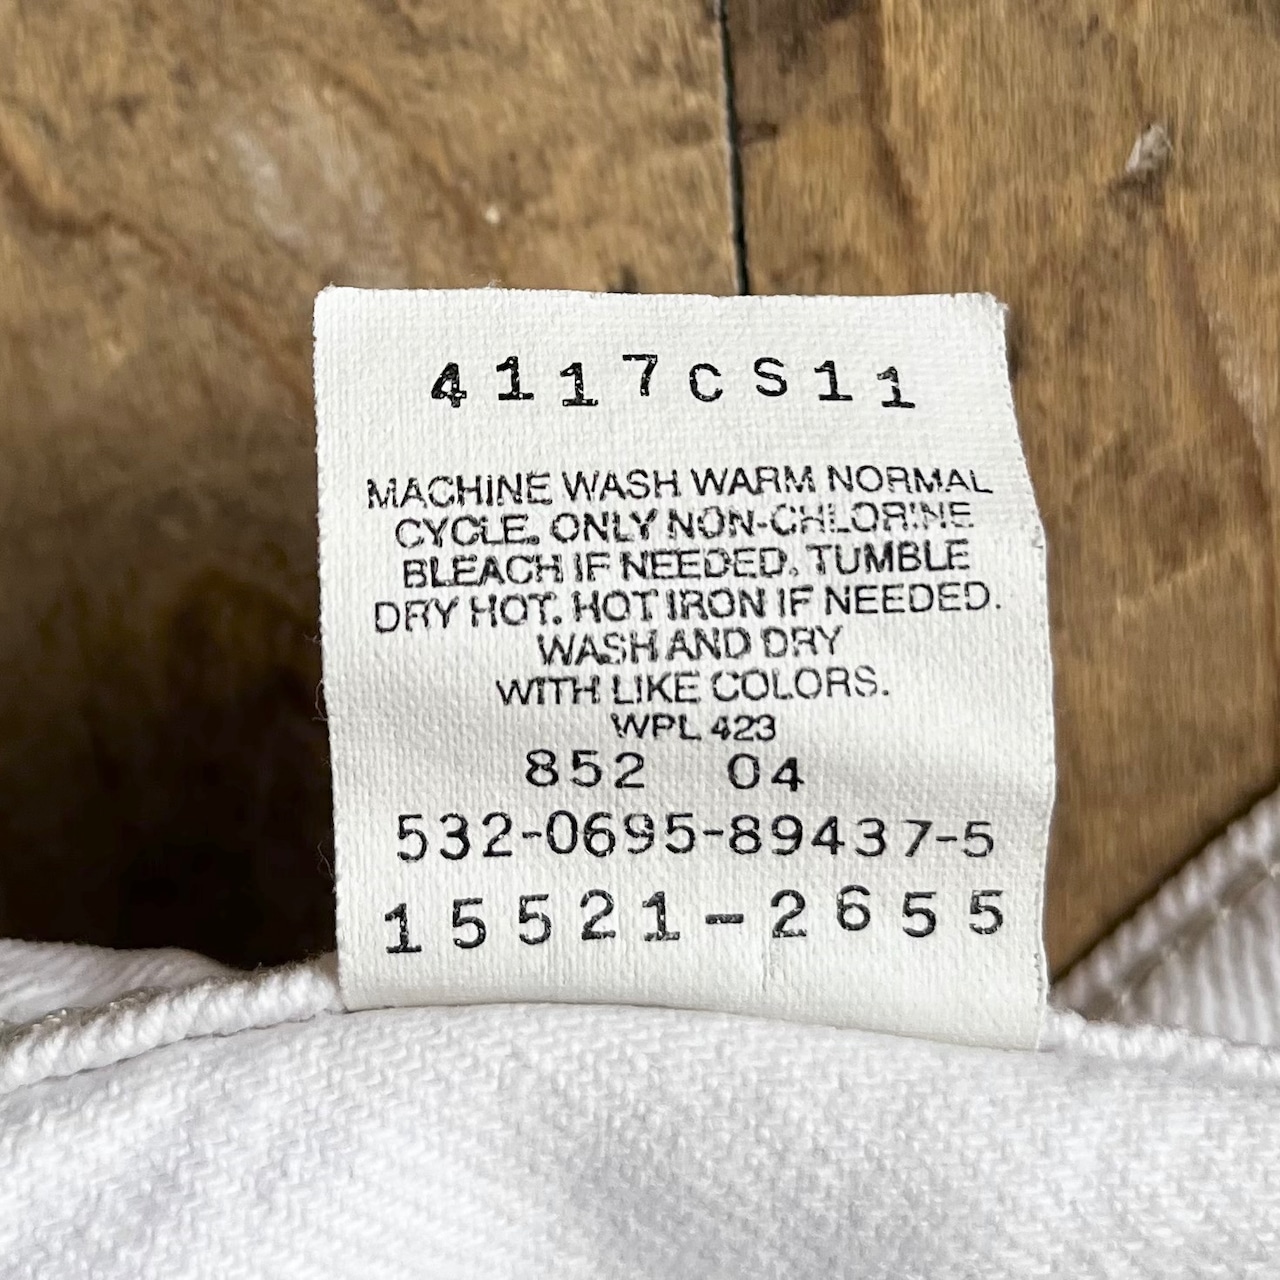 4117CS11
MACHINE WASH WARM NORMAL
CYCLE. ONLY NON-CHLORINE
BLEACH IF NEEDED. TUMBLE
DRY HOT. HOT IRON IF NEEDED.
WASH AND DRY
WITH LIKE COLORS.
WPL 423
852 04
532-0695-89437-5
15521-2655